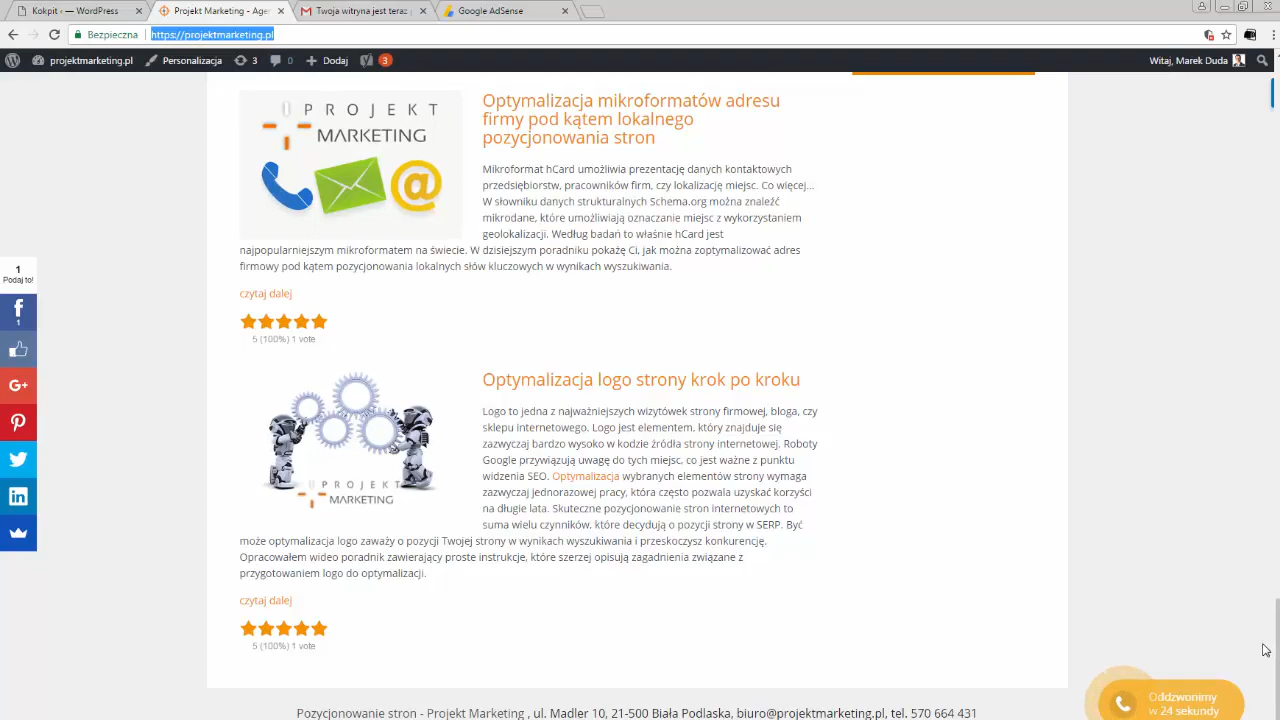 Kokpit — WordPress
Projekt Marketing - Agen
Twoja witryna jest teraz
Google AdSense
Bezpieczna
https://projektmarketing.pl
projektmarketing.pl
Personalizacja
3
0
Dodaj
3
Witaj, Marek Duda
PROJEKT
MARKETING
@
Optymalizacja mikroformatów adresu
firmy pod kątem lokalnego
pozycjonowania stron
Mikroformat hCard umożliwia prezentację danych kontaktowych
przedsiębiorstw, pracowników firm, czy lokalizację miejsc. Co więcej...
W słowniku danych strukturalnych Schema.org można znaleźć
mikrodane, które umożliwiają oznaczanie miejsc z wykorzystaniem
geolokalizacji. Według badań to właśnie hCard jest
najpopularniejszym mikroformatem na świecie. W dzisiejszym poradniku pokażę Ci, jak można zoptymalizować adres
firmowy pod kątem pozycjonowania lokalnych słów kluczowych w wynikach wyszukiwania.
czytaj dalej
5 (100%) 1 vote
1
Podaj to!
f
1
G+
in
PROJEKT
MARKETING
Optymalizacja logo strony krok po kroku
Logo to jedna z najważniejszych wizytówek strony firmowej, bloga, czy
sklepu internetowego. Logo jest elementem, który znajduje się
zazwyczaj bardzo wysoko w kodzie źródła strony internetowej. Roboty
Google przywiązują uwagę do tych miejsc, co jest ważne z punktu
widzenia SEO. Optymalizacja wybranych elementów strony wymaga
zazwyczaj jednorazowej pracy, która często pozwala uzyskać korzyści
na długie lata. Skuteczne pozycjonowanie stron internetowych to
suma wielu czynników, które decydują o pozycji strony w SERP. Być
może optymalizacja logo zaważy o pozycji Twojej strony w wynikach wyszukiwania i przeskoczysz konkurencję.
Opracowałem wideo poradnik zawierający proste instrukcje, które szerzej opisują zagadnienia związane z
przygotowaniem logo do optymalizacji.
czytaj dalej
5 (100%) 1 vote
Oddzwonimy
w 24 sekundy
Pozycjonowanie stron - Projekt Marketing , ul. Madler 10, 21-500 Biała Podlaska, biuro@projektmarketing.pl, tel. 570 664 431